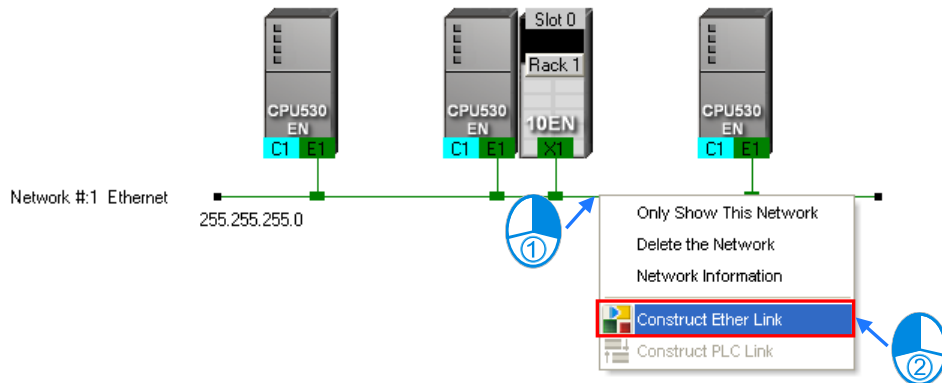 Slot 0
Rack 1
CPU530
EN
C1 E1
CPU530
EN
C1 E1
10EN
X1
CPU530
EN
C1 E1
Network #:1 Ethernet
255.255.255.0
①
Only Show This Network
Delete the Network
Network Information
Construct Ether Link
Construct PLC Link
②